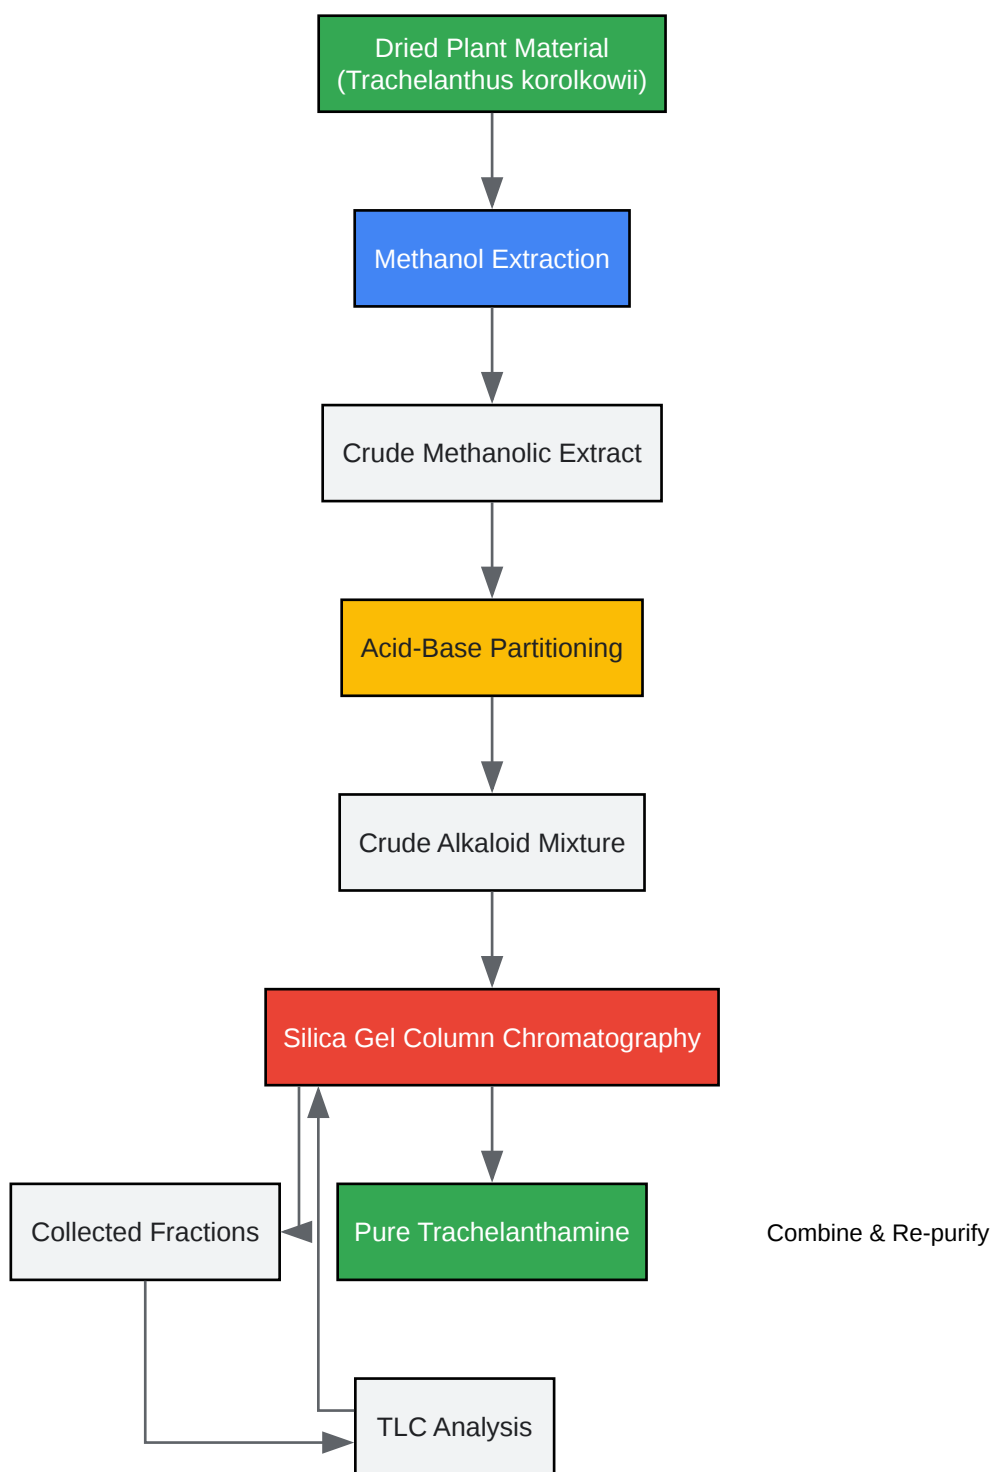 Dried Plant Material
(Trachelanthus korolkowii)
Methanol Extraction
Crude Methanolic Extract
Acid-Base Partitioning
Crude Alkaloid Mixture
Silica Gel Column Chromatography
Collected Fractions
Pure Trachelanthamine
Combine & Re-purify
TLC Analysis